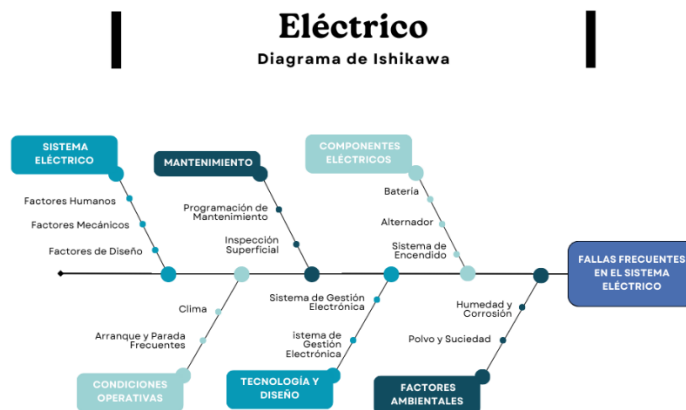 Eléctrico
Diagrama de Ishikawa
SISTEMA
ELÉCTRICO
MANTENIMIENTO
COMPONENTES
ELÉCTRICOS
Factores Humanos
Factores Mecánicos
Factores de Diseño
Programación de
Mantenimiento
Inspección
Superficial
Batería
Alternador
Sistema de
Encendido
FALLAS FRECUENTES
EN EL SISTEMA
ELÉCTRICO
Clima
Arranque y Parada
Frecuentes
Sistema de Gestión
Electrónica
istema de
Gestión
Electrónica
Humedad y
Corrosión
Polvo y Suciedad
CONDICIONES
OPERATIVAS
TECNOLOGÍA Y
DISEÑO
FACTORES
AMBIENTALES